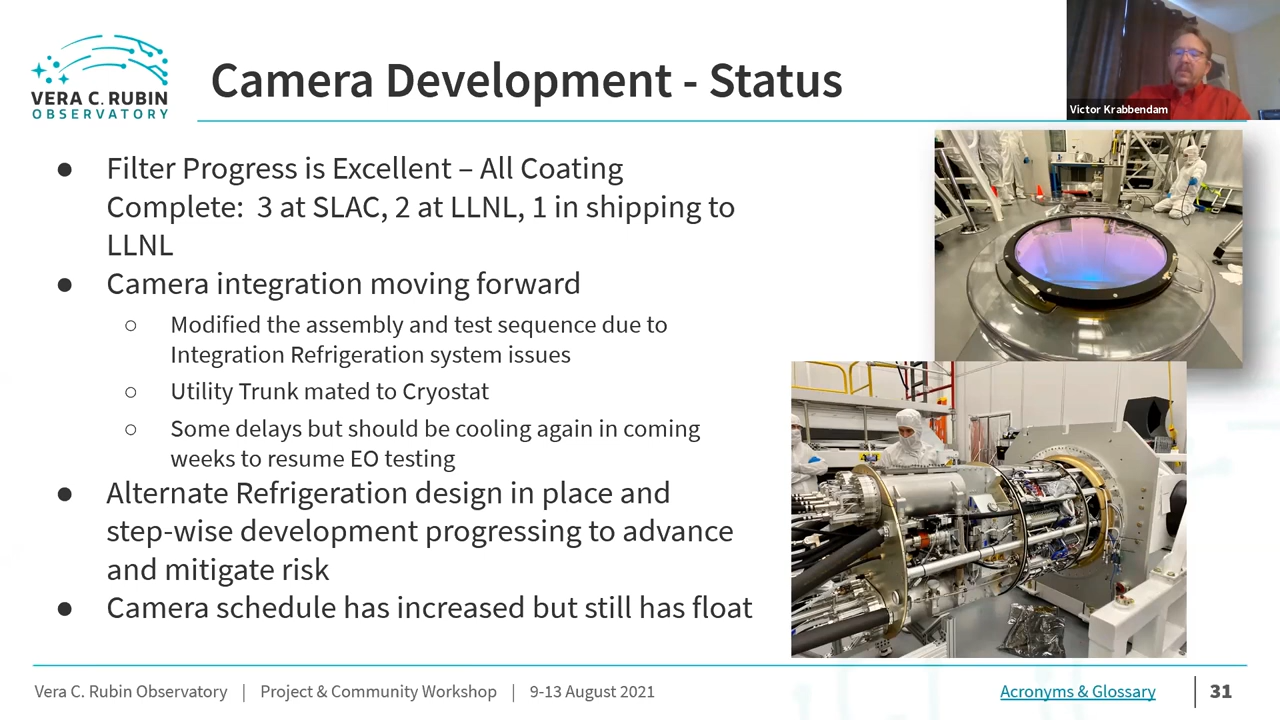 VERA C. RUBIN
OBSERVATORY
Camera Development - Status
Victor Krabbendam
● Filter Progress is Excellent – All Coating
Complete: 3 at SLAC, 2 at LLNL, 1 in shipping to
LLNL
● Camera integration moving forward
○ Modified the assembly and test sequence due to
Integration Refrigeration system issues
○ Utility Trunk mated to Cryostat
○ Some delays but should be cooling again in coming
weeks to resume EO testing
● Alternate Refrigeration design in place and
step-wise development progressing to advance
and mitigate risk
● Camera schedule has increased but still has float
Vera C. Rubin Observatory | Project & Community Workshop | 9-13 August 2021
Acronyms & Glossary | 31